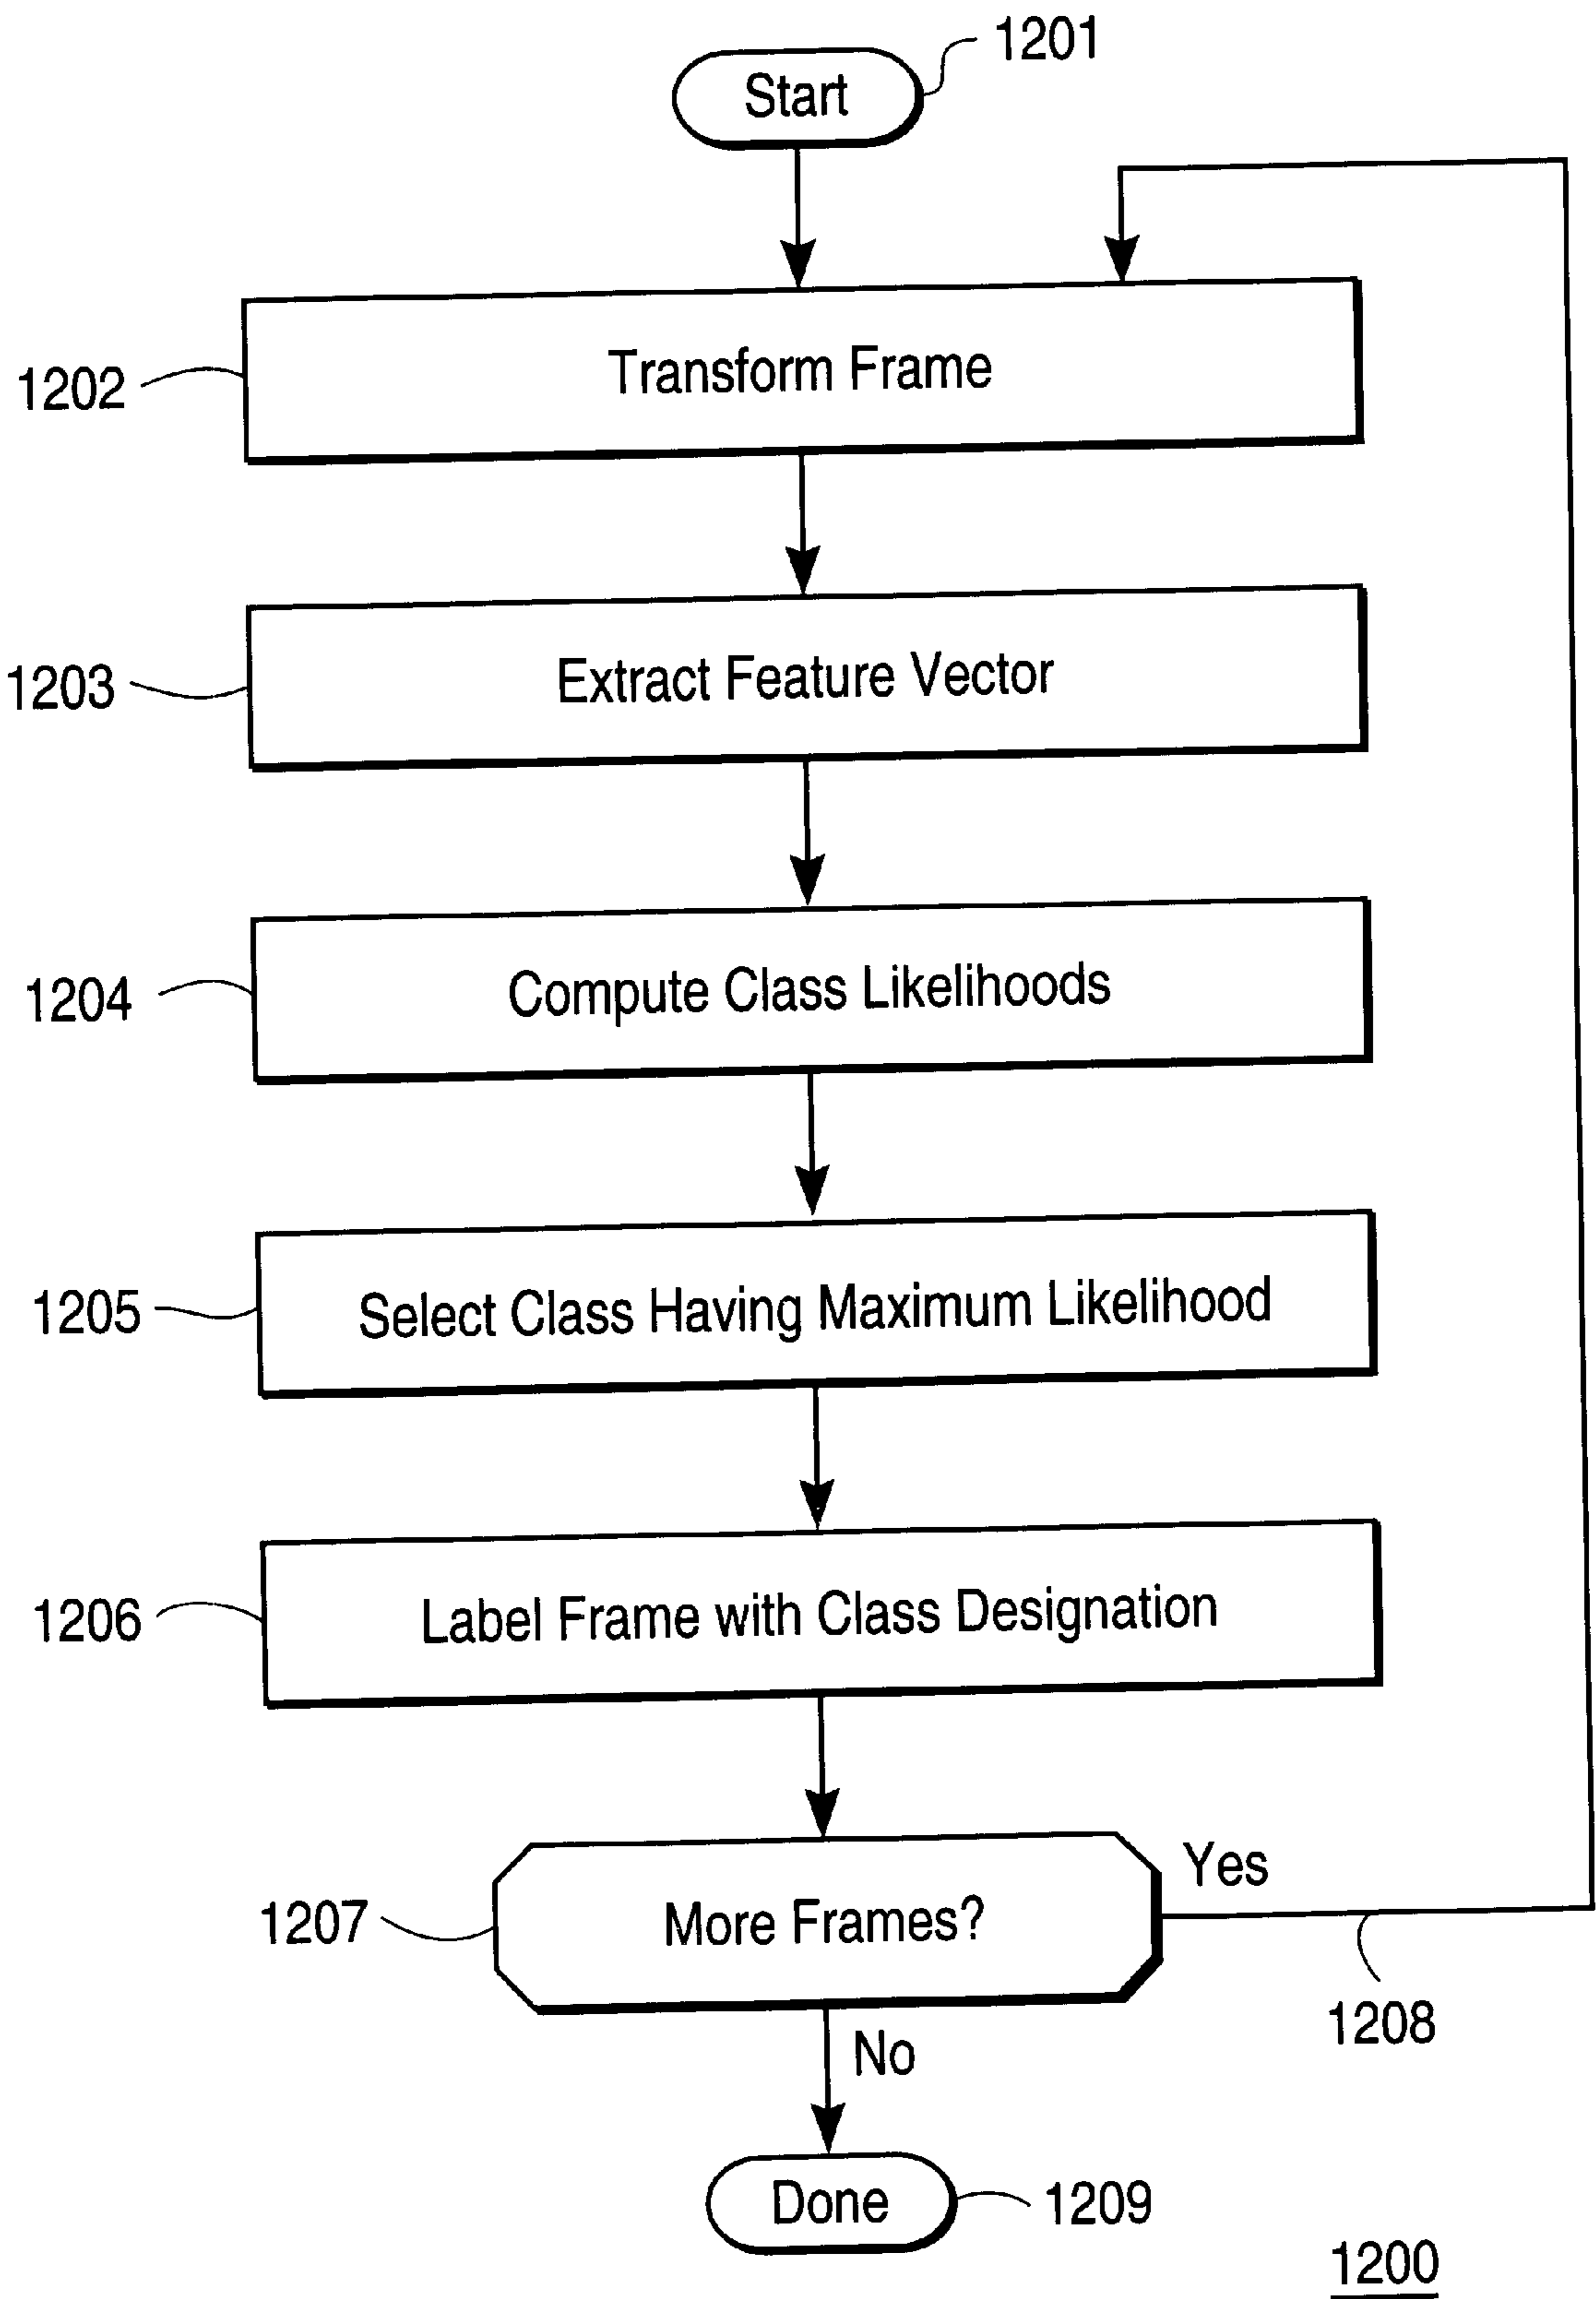 1201
Start
1202
Transform Frame
1203
Extract Feature Vector
1204
Compute Class Likelihoods
1205
Select Class Having Maximum Likelihood
1206
Label Frame with Class Designation
1207
More Frames?
Yes
1208
No
Done
1209
1200